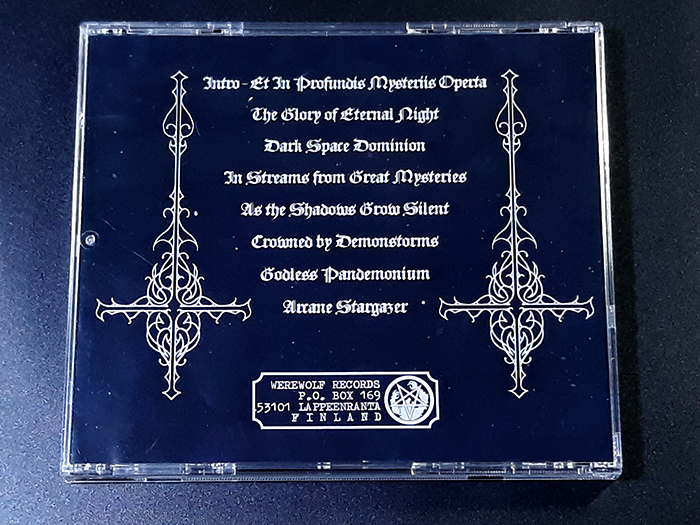 Intro - Et In Profundis Mysteriis Operta
The Glory of Eternal Night
Dark Space Dominion
In Streams from Great Mysteries
As the Shadows Grow Silent
Crowned by Demonstorms
Godless Pandemonium
Arcane Stargazer
WEREWOLF RECORDS
P.O. BOX 169
53101 LAPPEENRANTA
FINLAND